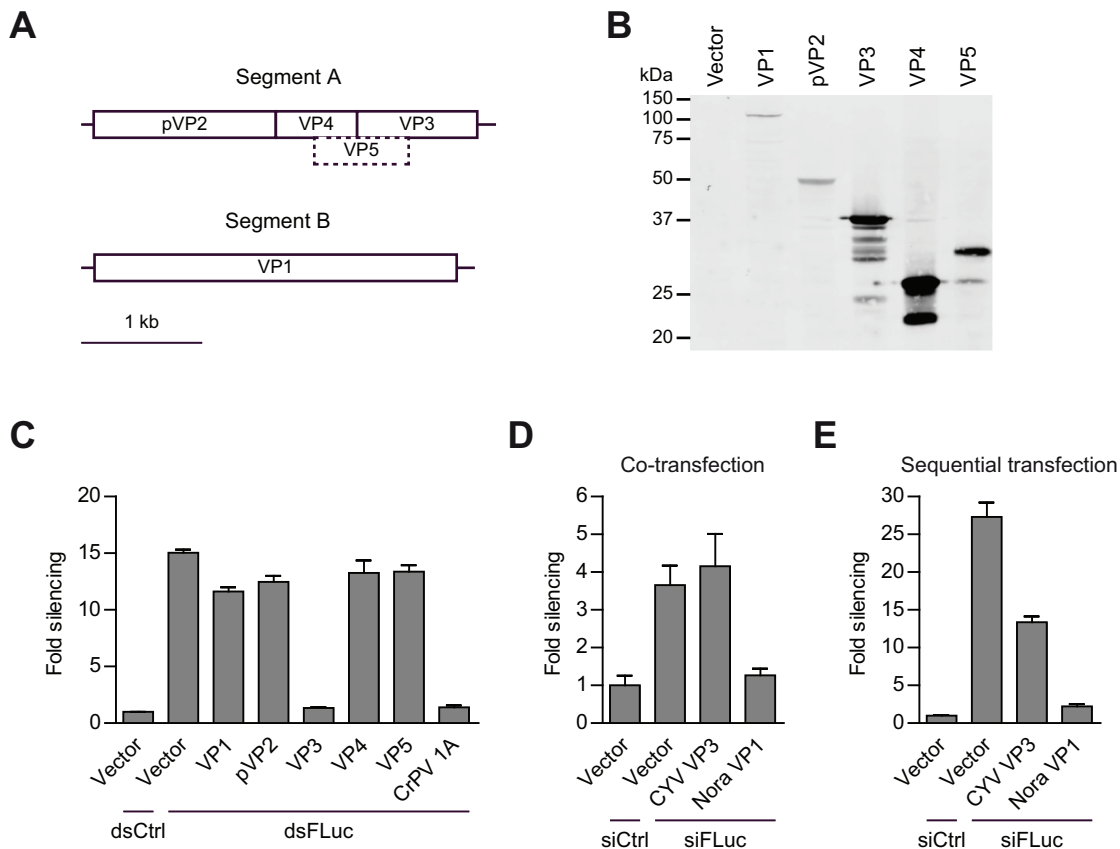 A
Segment A
pVP2
VP4
VP3
VP5
Segment B
VP1
1 kb
B
kDa
Vector
VP1
pVP2
VP3
VP4
VP5
150
100
75
50
37
25
20
C
Fold silencing
20
15
10
5
0
Vector
Vector
VP1
pVP2
VP3
VP4
VP5
CrPV 1A
dsCtrl
dsFLuc
D
Co-transfection
Fold silencing
6
5
4
3
2
1
0
Vector
Vector
CYV VP3
Nora VP1
siCtrl
siFLuc
E
Sequential transfection
Fold silencing
30
25
20
15
10
5
0
Vector
Vector
CYV VP3
Nora VP1
siCtrl
siFLuc